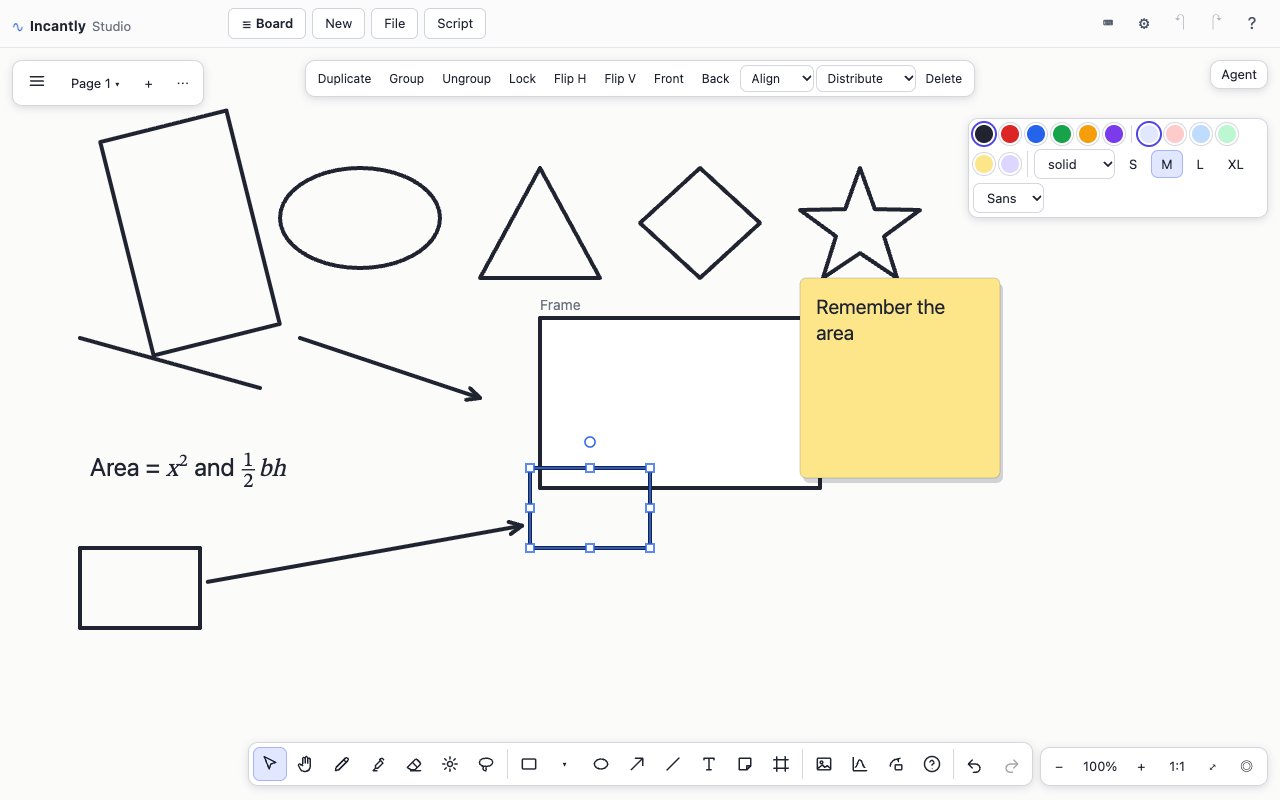 Incantly Studio
Board New File Script
?
Page 1 + ...
Duplicate Group Ungroup Lock Flip H Flip V Front Back Align Distribute Delete
Agent
solid S M L XL
Sans
Frame
Remember the
area
Area = x² and 1/2 bh
− 100% + 1:1